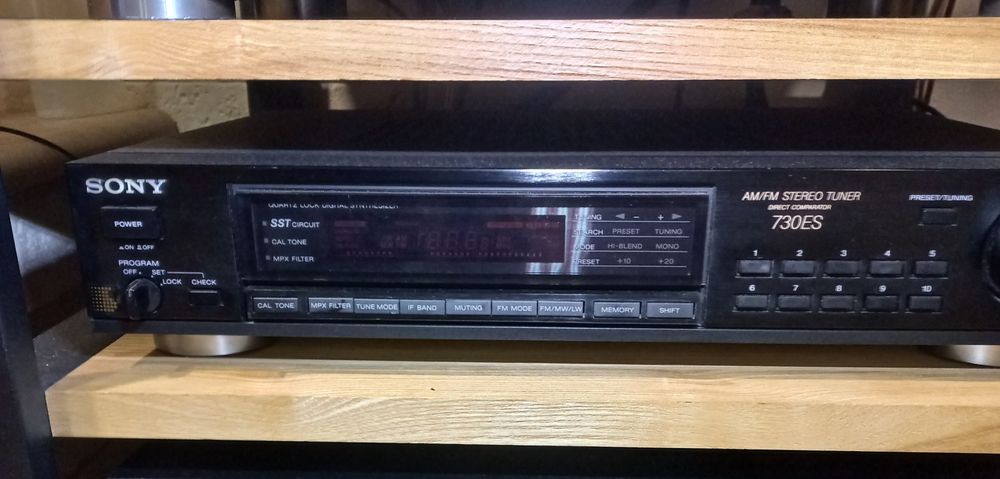 SONY
POWER
ON OFF
PROGRAM
OFF SET
LOCK CHECK
QUARTZ LOCK DIGITAL SYNTHESIZER
SST CIRCUIT
CAL TONE
MPX FILTER
TUNING - +
SEARCH PRESET TUNING
MODE HI-BLEND MONO
PRESET +10 +20
CAL TONE MPX FILTER TUNE MODE IF BAND MUTING FM MODE FM/MW/LW MEMORY SHIFT
AM/FM STEREO TUNER
DIRECT COMPARATOR
730ES
PRESET/TUNING
1 2 3 4 5
6 7 8 9 10